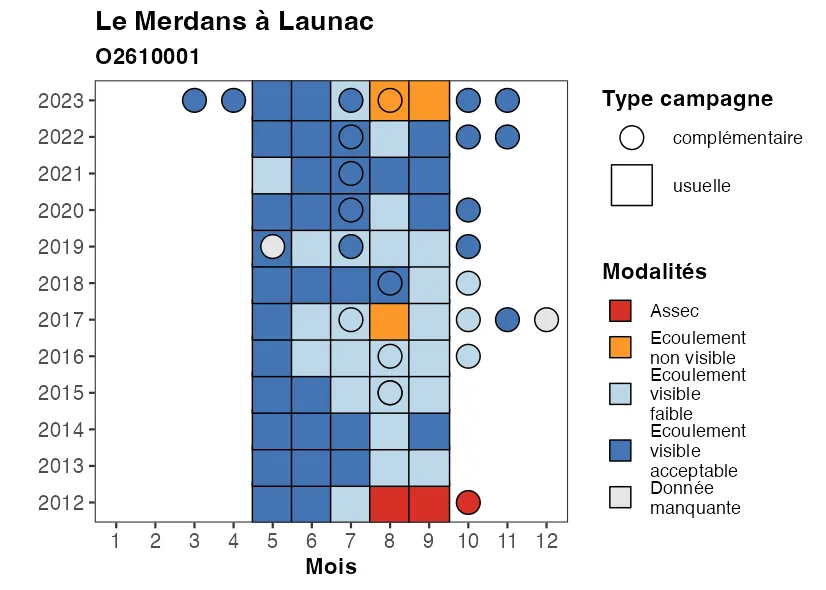 Le Merdans à Launac
O2610001
2023
2022
2021
2020
2019
2018
2017
2016
2015
2014
2013
2012
1 2 3 4 5 6 7 8 9 10 11 12
Mois
Type campagne
complémentaire
usuelle
Modalités
Assec
Ecoulement
non visible
Ecoulement
visible
faible
Ecoulement
visible
acceptable
Donnée
manquante